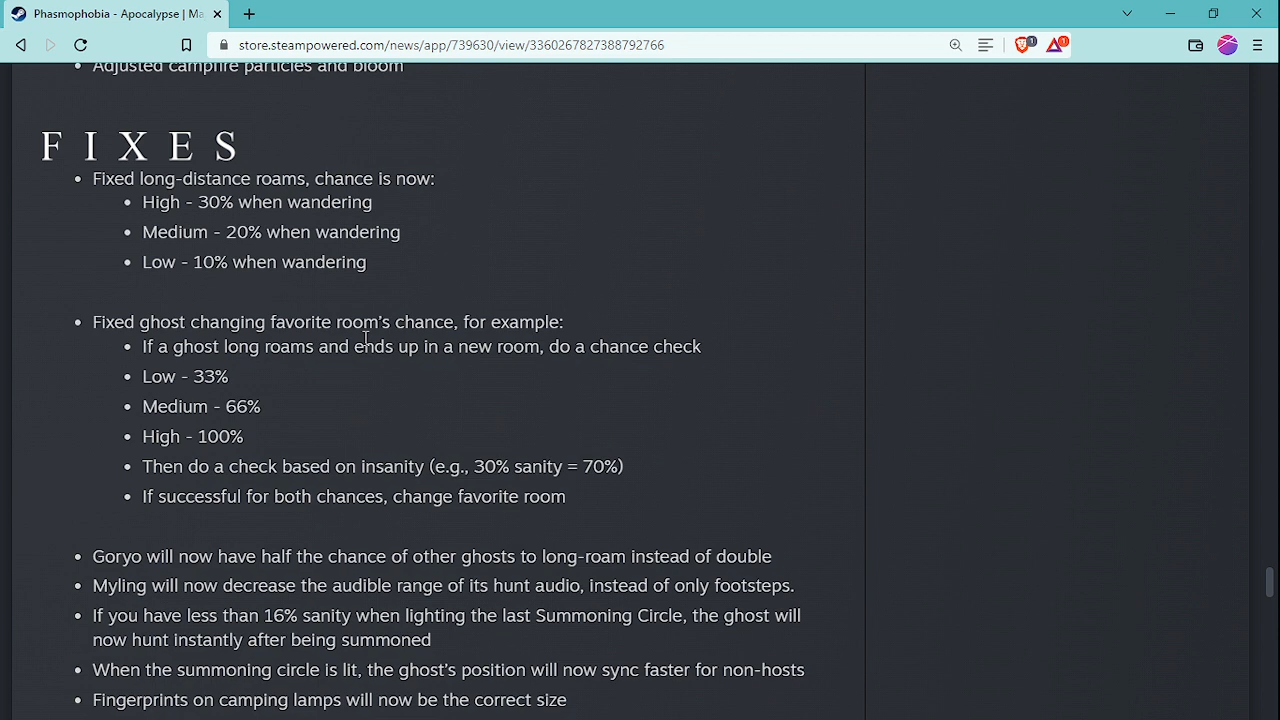 Phasmophobia - Apocalypse | Ma
store.steampowered.com/news/app/739630/view/3360267827388792766
1
1
Adjusted campfire particles and bloom
FIXES
Fixed long-distance roams, chance is now:
High - 30% when wandering
Medium - 20% when wandering
Low - 10% when wandering
Fixed ghost changing favorite room's chance, for example:
If a ghost long roams and ends up in a new room, do a chance check
Low - 33%
Medium - 66%
High - 100%
Then do a check based on insanity (e.g., 30% sanity = 70%)
If successful for both chances, change favorite room
Goryo will now have half the chance of other ghosts to long-roam instead of double
Myling will now decrease the audible range of its hunt audio, instead of only footsteps.
If you have less than 16% sanity when lighting the last Summoning Circle, the ghost will
now hunt instantly after being summoned
When the summoning circle is lit, the ghost's position will now sync faster for non-hosts
Fingerprints on camping lamps will now be the correct size